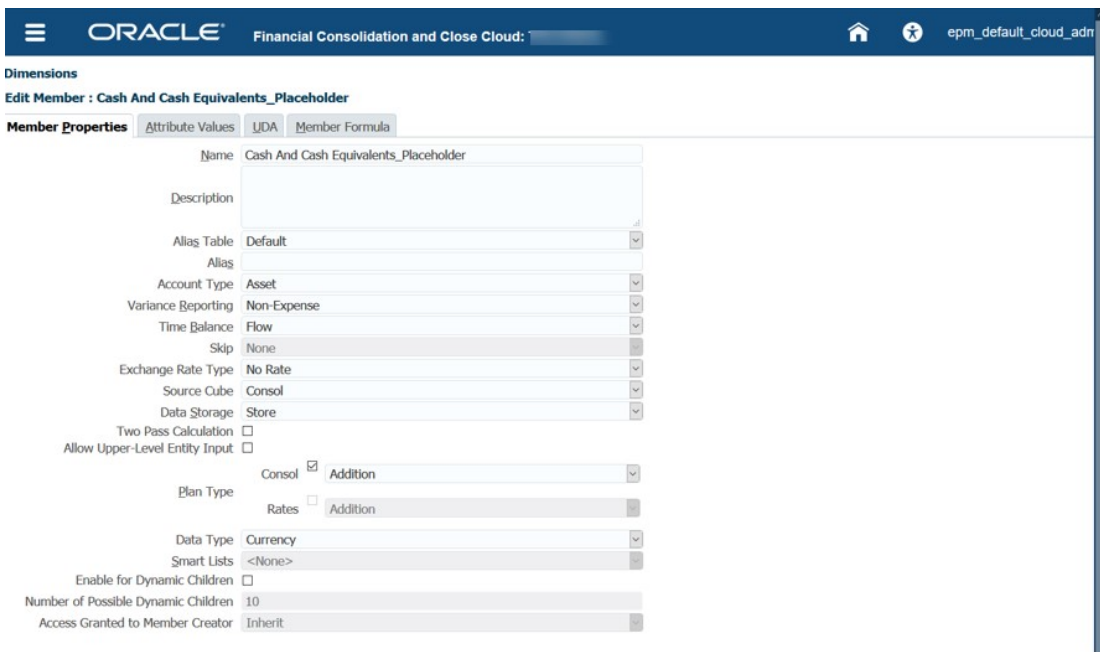 ORACLE® Financial Consolidation and Close Cloud: epm_default_cloud_adm
Dimensions
Edit Member : Cash And Cash Equivalents_Placeholder
Member Properties Attribute Values UDA Member Formula
Name Cash And Cash Equivalents_Placeholder
Description
Alias Table Default
Alias
Account Type Asset
Variance Reporting Non-Expense
Time Balance Flow
Skip None
Exchange Rate Type No Rate
Source Cube Consol
Data Storage Store
Two Pass Calculation
Allow Upper-Level Entity Input
Consol Addition
Plan Type
Rates Addition
Data Type Currency
Smart Lists <None>
Enable for Dynamic Children
Number of Possible Dynamic Children 10
Access Granted to Member Creator Inherit